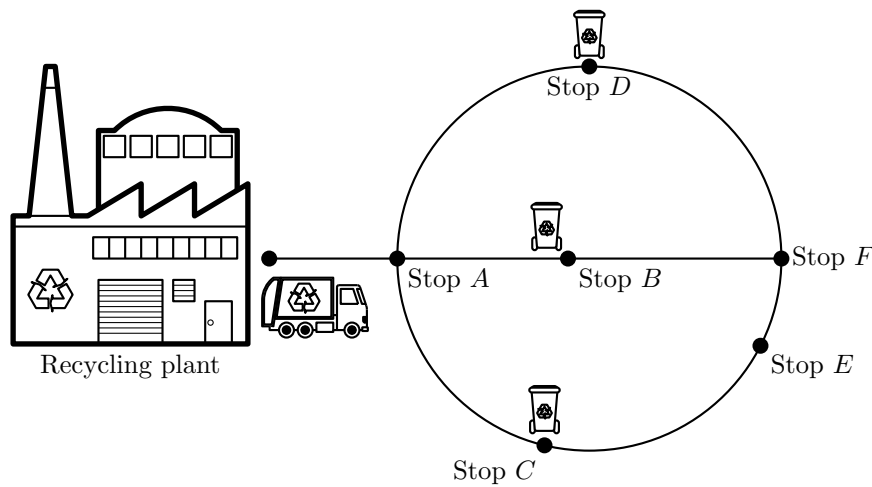 Stop D
Stop A
Stop B
Stop F
Recycling plant
Stop E
Stop C